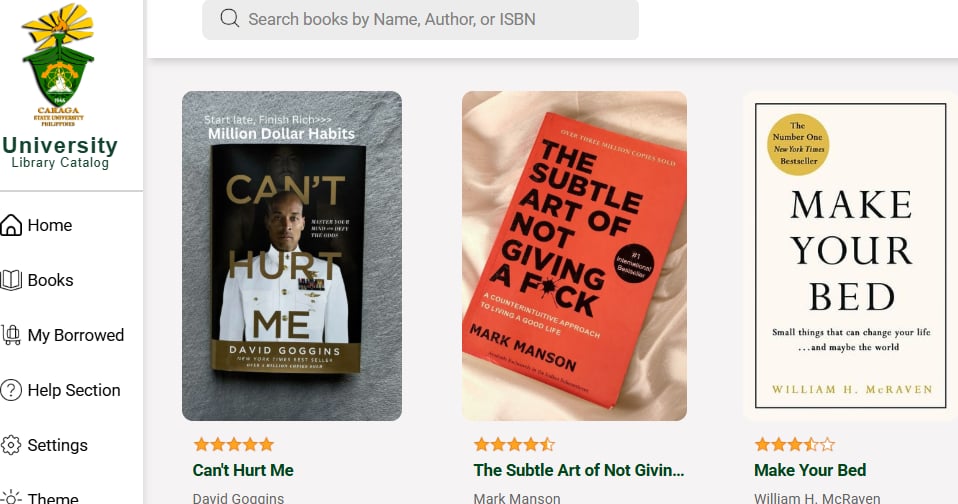 Search books by Name, Author, or ISBN
CARAGA
STATE UNIVERSITY
PHILIPPINES
1946
University
Library Catalog
Home
Books
My Borrowed
Help Section
Settings
Theme
Start late, Finish Rich>>>
Million Dollar Habits
CAN'T
HURT
ME
MASTER YOUR
MIND AND DEFY
THE ODDS
DAVID GOGGINS
NEW YORK TIMES BEST SELLER
OVER 3 MILLION COPIES SOLD
Can't Hurt Me
David Goggins
OVER THREE MILLION COPIES SOLD
THE
SUBTLE
ART OF
NOT
GIVING
A F*CK
#1
International
Bestseller
A COUNTERINTUITIVE APPROACH
TO LIVING A GOOD LIFE
MARK MANSON
The Subtle Art of Not Givin...
Mark Manson
The
Number One
New York Times
Bestseller
MAKE
YOUR
BED
Small things that can change your life
...and maybe the world
WILLIAM H. McRAVEN
Make Your Bed
William H. McRaven